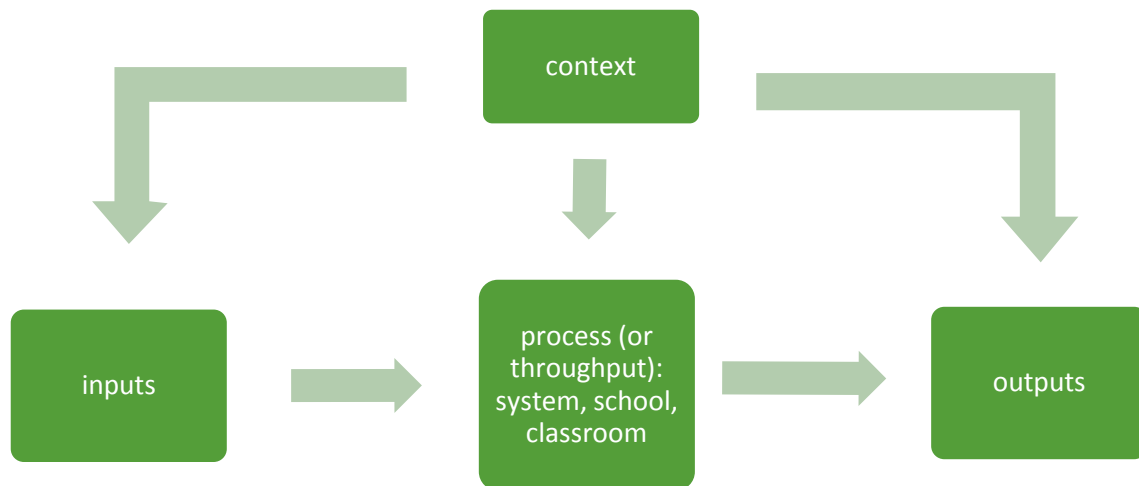 context
inputs
process (or
throughput):
system, school,
classroom
outputs